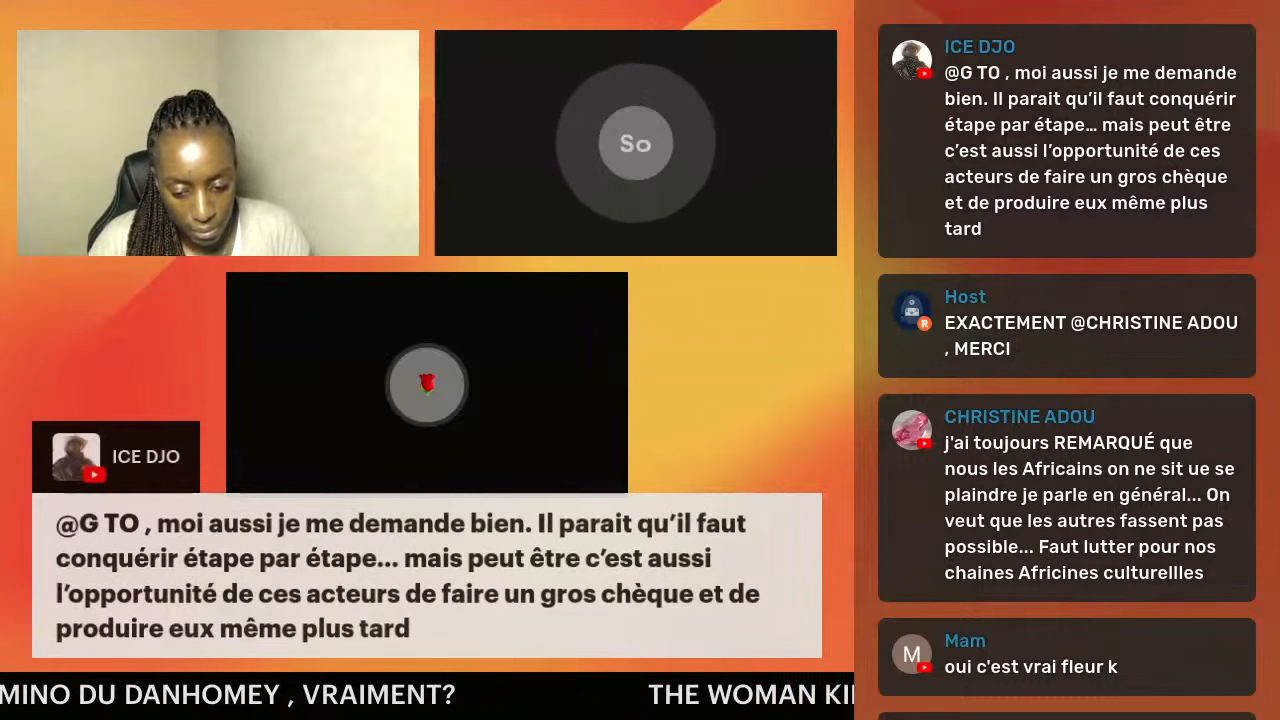 So
ICE DJO
@G TO , moi aussi je me demande bien. Il parait qu’il faut
conquérir étape par étape... mais peut être c’est aussi
l’opportunité de ces acteurs de faire un gros chèque et de
produire eux même plus tard
MINO DU DANHOMEY , VRAIMENT?
THE WOMAN KI
ICE DJO
@G TO , moi aussi je me demande
bien. Il parait qu’il faut conquérir
étape par étape... mais peut être
c’est aussi l’opportunité de ces
acteurs de faire un gros chèque
et de produire eux même plus
tard
Host
R
EXACTEMENT @CHRISTINE ADOU
, MERCI
CHRISTINE ADOU
j'ai toujours REMARQUÉ que
nous les Africains on ne sit ue se
plaindre je parle en général... On
veut que les autres fassent pas
possible... Faut lutter pour nos
chaines Africines culturellles
M
Mam
oui c'est vrai fleur k